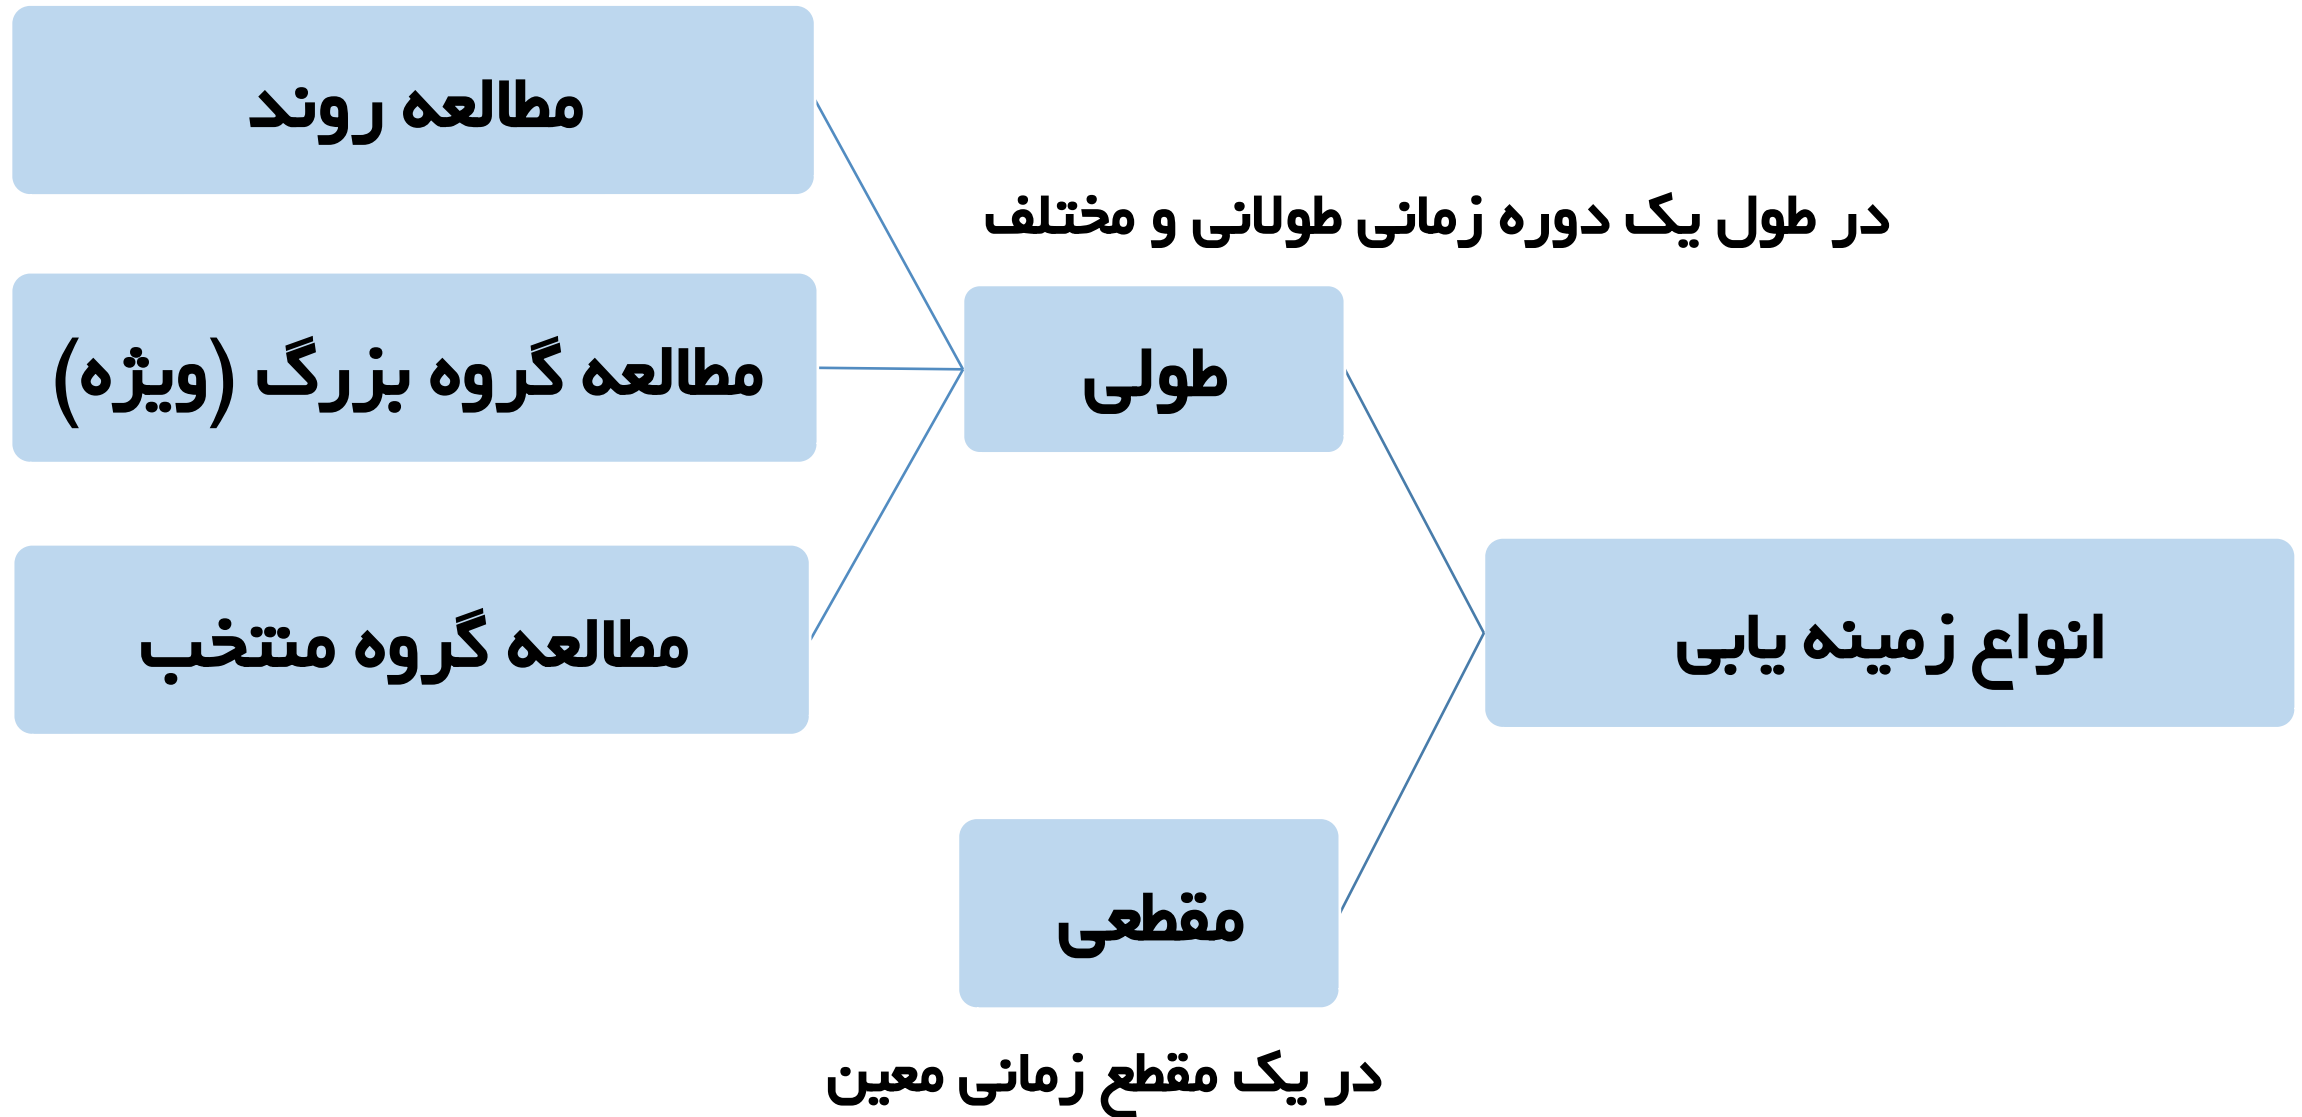 مطالعه روند
در طول یک دوره زمانی طولانی و مختلف
مطالعه گروه بزرگ (ویژه)
طولی
مطالعه گروه منتخب
انواع زمینه یابی
مقطعی
در یک مقطع زمانی معین